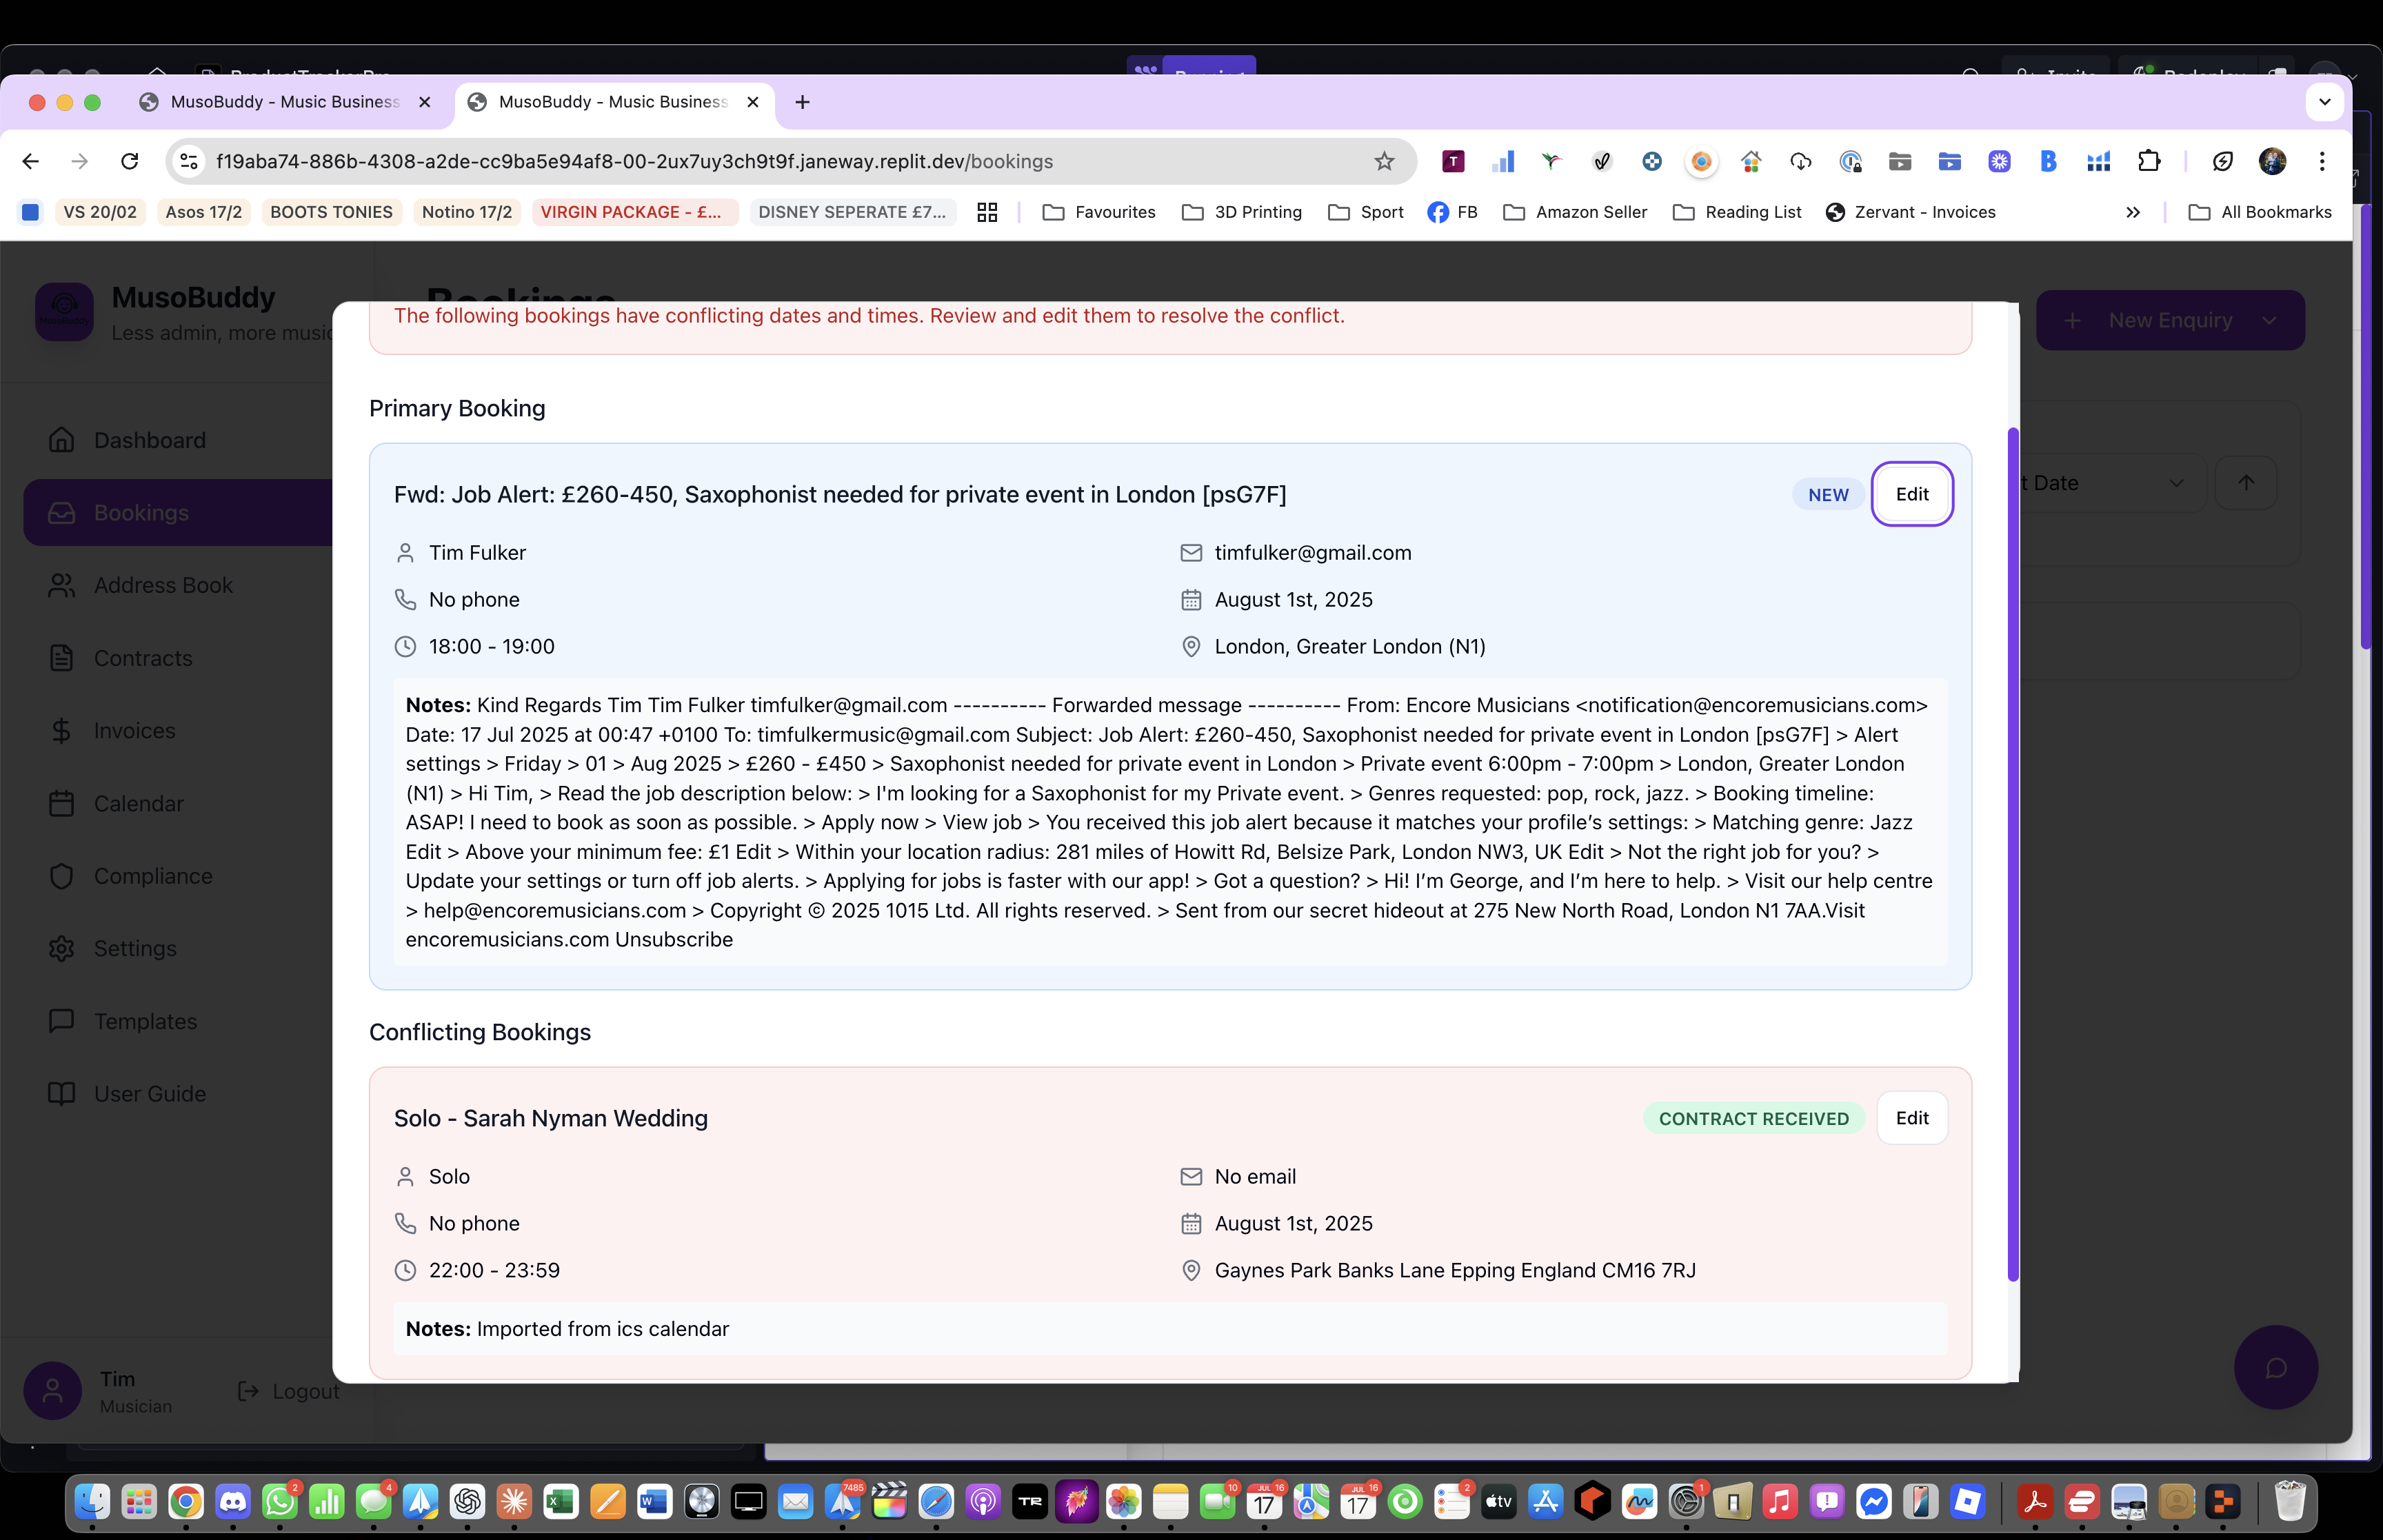 MusoBuddy - Music Business
MusoBuddy - Music Business
f19aba74-886b-4308-a2de-cc9ba5e94af8-00-2ux7uy3ch9t9f.janeway.replit.dev/bookings
VS 20/02
Asos 17/2
BOOTS TONIES
Notino 17/2
VIRGIN PACKAGE - £...
DISNEY SEPERATE £7...
Favourites
3D Printing
Sport
FB
Amazon Seller
Reading List
Zervant - Invoices
All Bookmarks
MusoBuddy
Less admin, more music
Bookings
New Enquiry
Dashboard
Bookings
Address Book
Contracts
Invoices
Calendar
Compliance
Settings
Templates
User Guide
Tim
Musician
Logout
t Date
The following bookings have conflicting dates and times. Review and edit them to resolve the conflict.
Primary Booking
Fwd: Job Alert: £260-450, Saxophonist needed for private event in London [psG7F]
NEW
Edit
Tim Fulker
timfulker@gmail.com
No phone
August 1st, 2025
18:00 - 19:00
London, Greater London (N1)
Notes: Kind Regards Tim Tim Fulker timfulker@gmail.com ---------- Forwarded message ---------- From: Encore Musicians <notification@encoremusicians.com>
Date: 17 Jul 2025 at 00:47 +0100 To: timfulkermusic@gmail.com Subject: Job Alert: £260-450, Saxophonist needed for private event in London [psG7F] > Alert
settings > Friday > 01 > Aug 2025 > £260 - £450 > Saxophonist needed for private event in London > Private event 6:00pm - 7:00pm > London, Greater London
(N1) > Hi Tim, > Read the job description below: > I'm looking for a Saxophonist for my Private event. > Genres requested: pop, rock, jazz. > Booking timeline:
ASAP! I need to book as soon as possible. > Apply now > View job > You received this job alert because it matches your profile’s settings: > Matching genre: Jazz
Edit > Above your minimum fee: £1 Edit > Within your location radius: 281 miles of Howitt Rd, Belsize Park, London NW3, UK Edit > Not the right job for you? >
Update your settings or turn off job alerts. > Applying for jobs is faster with our app! > Got a question? > Hi! I’m George, and I’m here to help. > Visit our help centre
> help@encoremusicians.com > Copyright © 2025 1015 Ltd. All rights reserved. > Sent from our secret hideout at 275 New North Road, London N1 7AA.Visit
encoremusicians.com Unsubscribe
Conflicting Bookings
Solo - Sarah Nyman Wedding
CONTRACT RECEIVED
Edit
Solo
No email
No phone
August 1st, 2025
22:00 - 23:59
Gaynes Park Banks Lane Epping England CM16 7RJ
Notes: Imported from ics calendar
2
4
7485
TR
10
JUL 16
17
JUL 16
17
2
tv
1